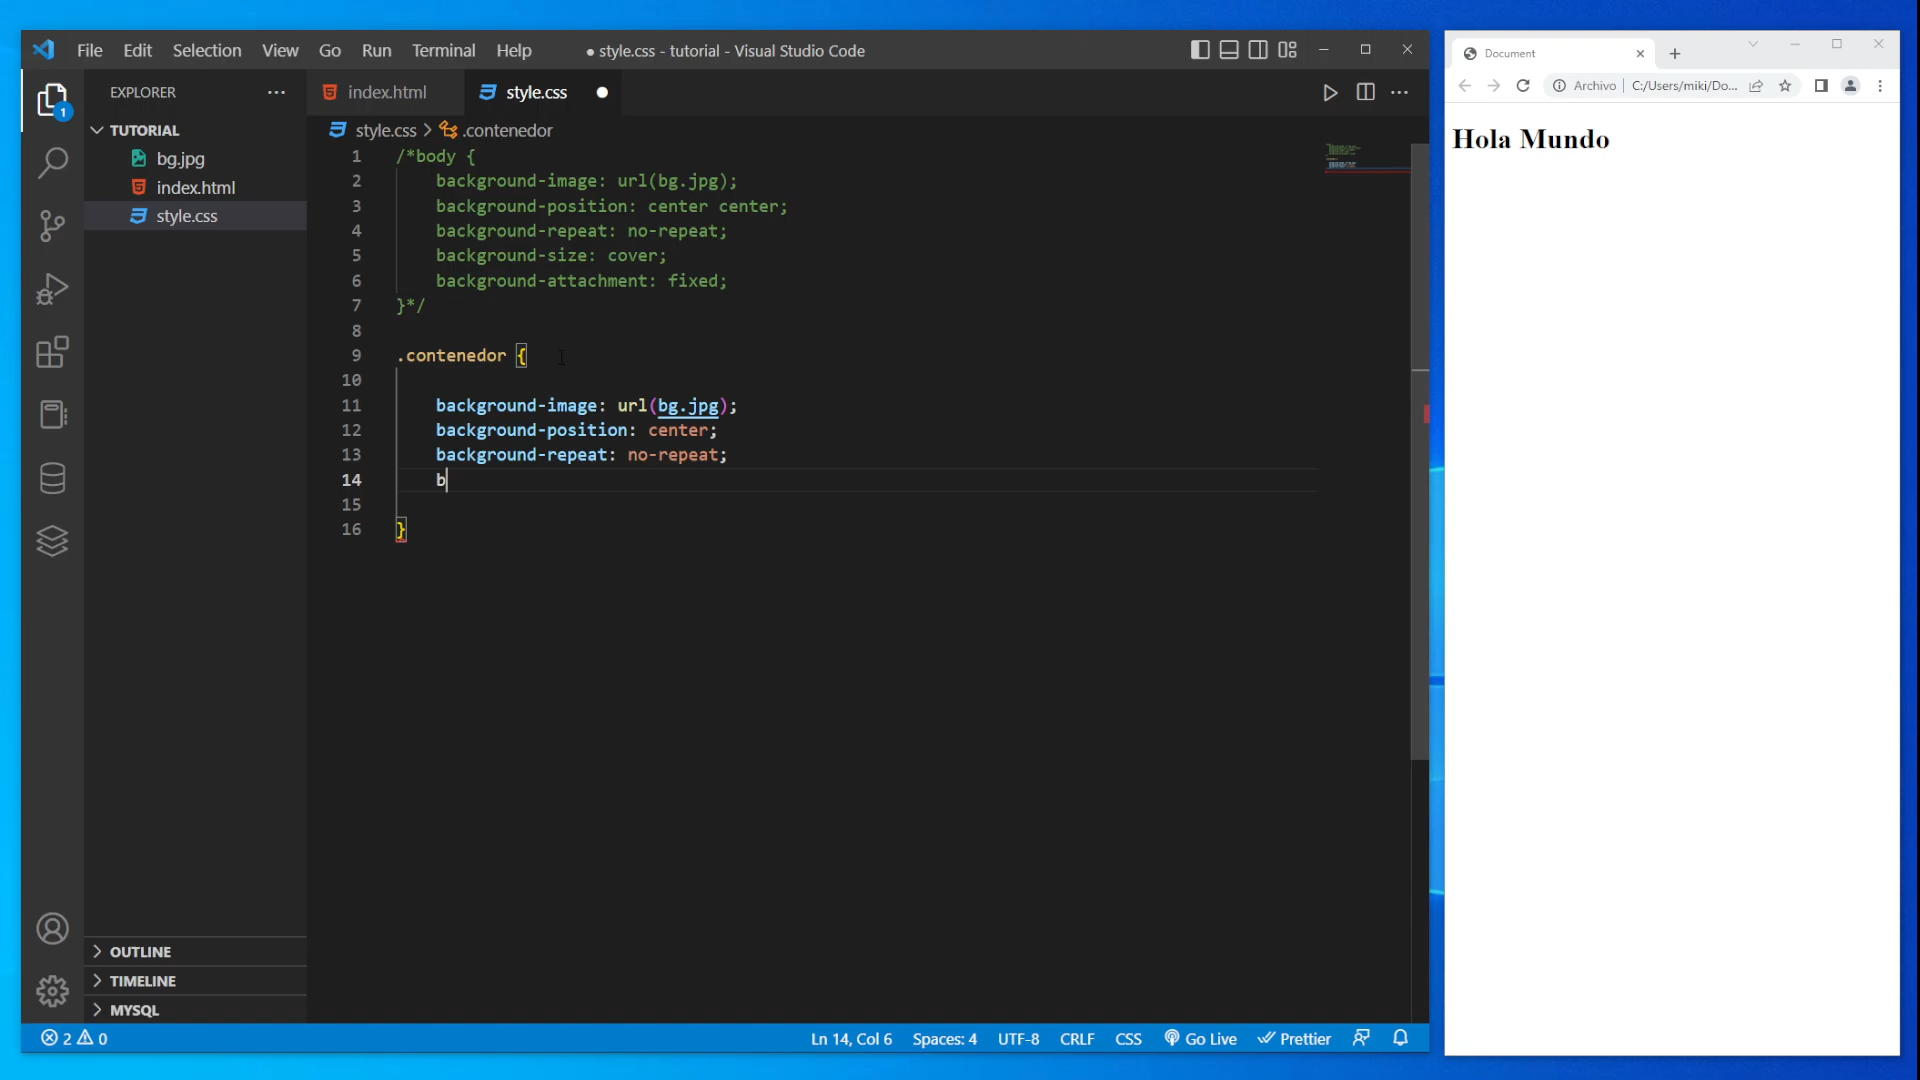 File Edit Selection View Go Run Terminal Help
● style.css - tutorial - Visual Studio Code
1
EXPLORER ···
TUTORIAL
bg.jpg
index.html
style.css
OUTLINE
TIMELINE
MYSQL
index.html
style.css
style.css > .contenedor
1 /*body {
2 background-image: url(bg.jpg);
3 background-position: center center;
4 background-repeat: no-repeat;
5 background-size: cover;
6 background-attachment: fixed;
7 }*/
8
9 .contenedor {
10
11 background-image: url(bg.jpg);
12 background-position: center;
13 background-repeat: no-repeat;
14 b
15
16 }
2 0
Ln 14, Col 6 Spaces: 4 UTF-8 CRLF CSS Go Live Prettier
Document
Archivo C:/Users/miki/Do...
Hola Mundo